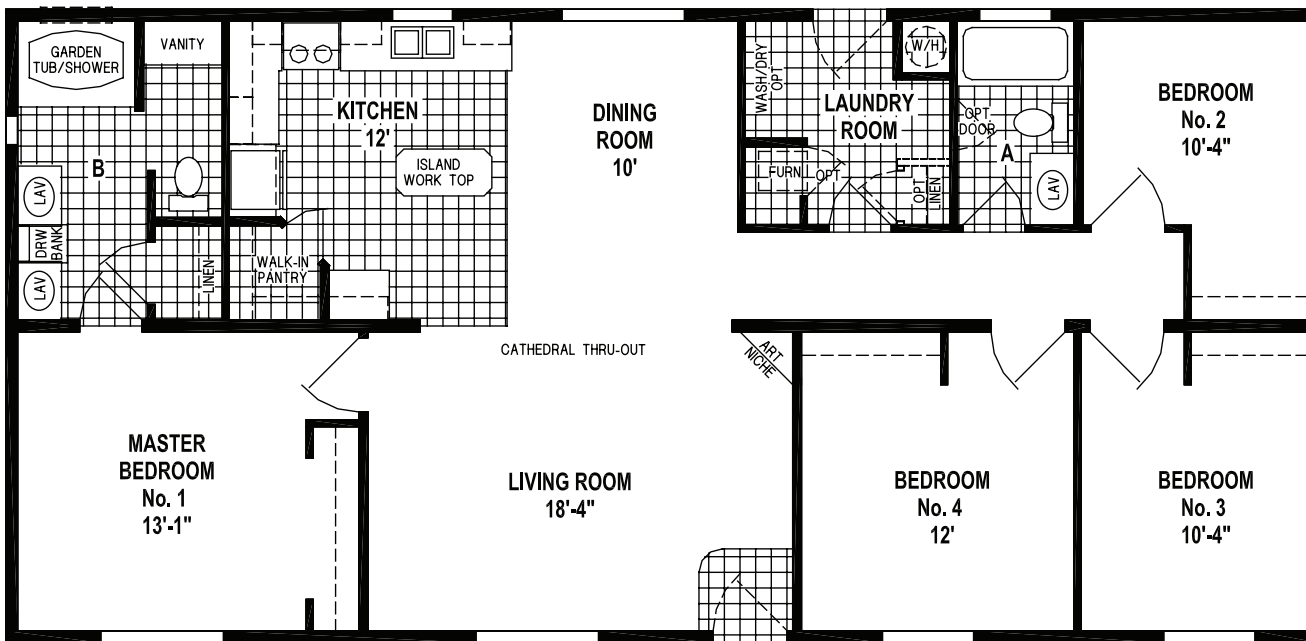 GARDEN
TUB/SHOWER
VANITY
KITCHEN
12'
ISLAND
WORK TOP
DINING
ROOM
10'
WASH/DRY
OPT
W/H
LAUNDRY
ROOM
OPT
DOOR
A
LAV
BEDROOM
No. 2
10'-4"
B
LAV
DRW
BANK
LAV
LINEN
WALK-IN
PANTRY
FURN
OPT
OPT
LINEN
CATHEDRAL THRU-OUT
ART
NICHE
MASTER
BEDROOM
No. 1
13'-1"
LIVING ROOM
18'-4"
BEDROOM
No. 4
12'
BEDROOM
No. 3
10'-4"